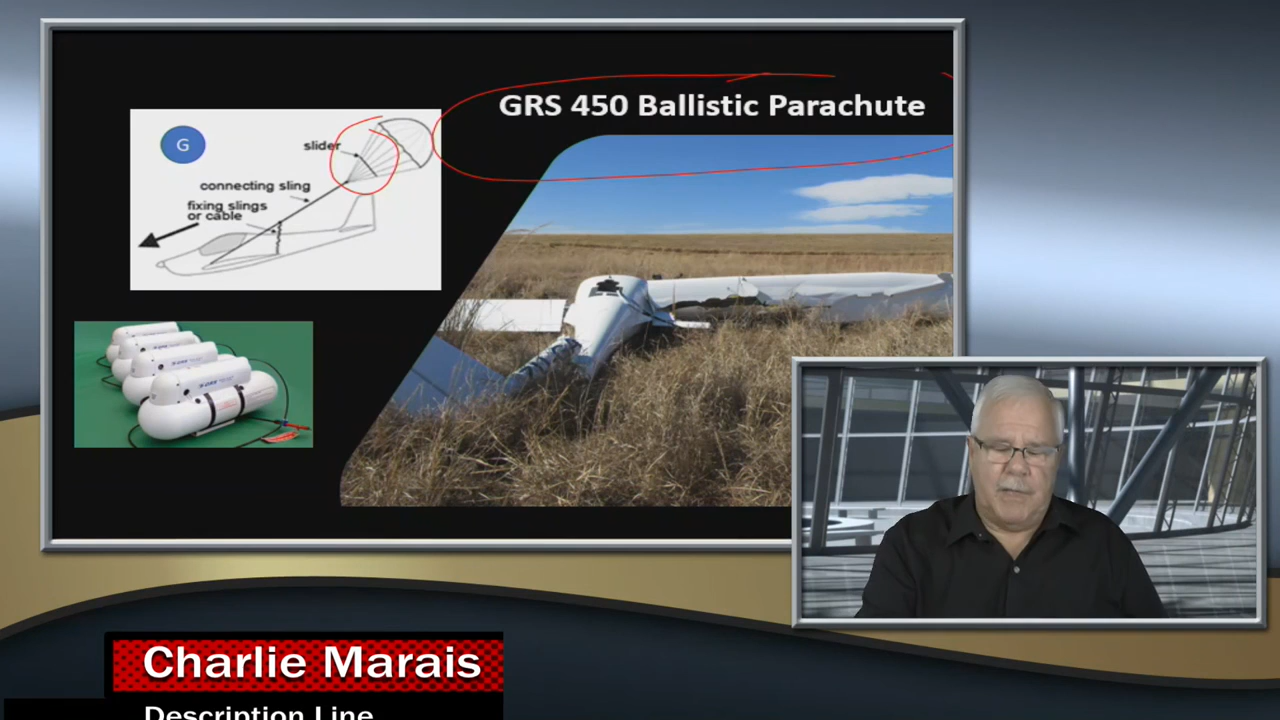 GRS 450 Ballistic Parachute
G
slider
connecting sling
fixing slings
or cable
Charlie Marais
Description Line